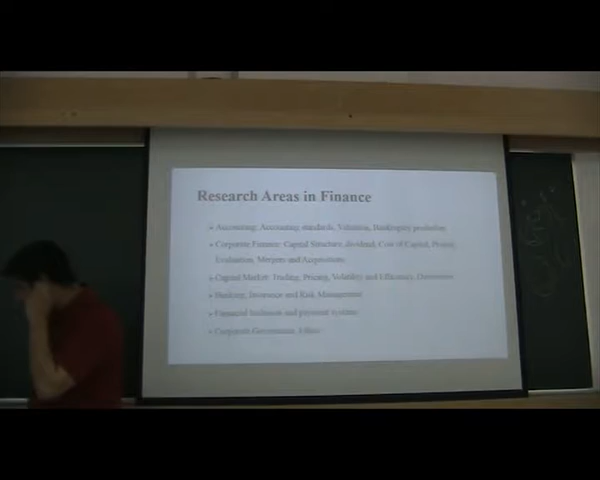 Research Areas in Finance
➢ Accounting: Accounting standards, Valuation, Bankruptcy prediction
➢ Corporate Finance: Capital Structure, dividend, Cost of Capital, Project
Evaluation, Mergers and Acquisitions
➢ Capital Market: Trading, Pricing, Volatility and Efficiency, Derivatives
➢ Banking, Insurance and Risk Management
➢ Financial Inclusion and payment systems
➢ Corporate Governance, Ethics